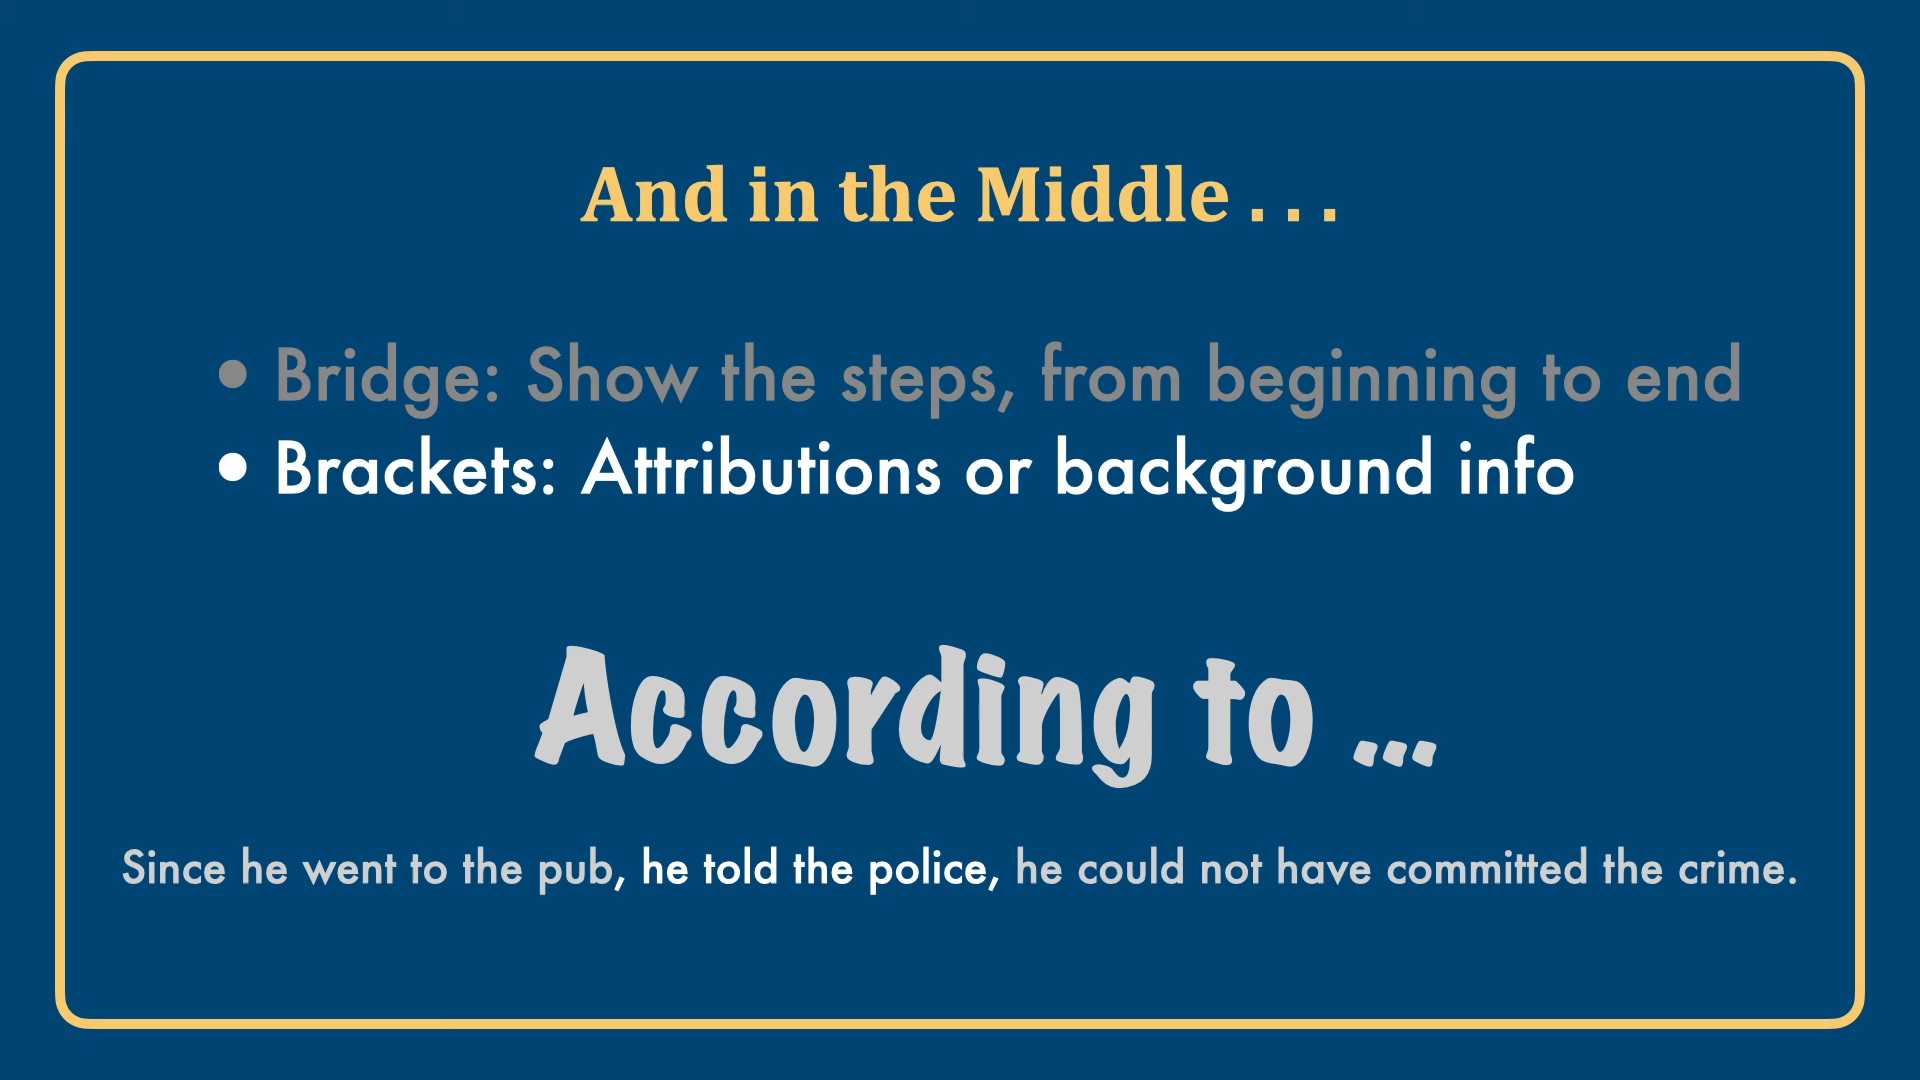 And in the Middle . . .
• Bridge: Show the steps, from beginning to end
• Brackets: Attributions or background info
According to ...
Since he went to the pub, he told the police, he could not have committed the crime.